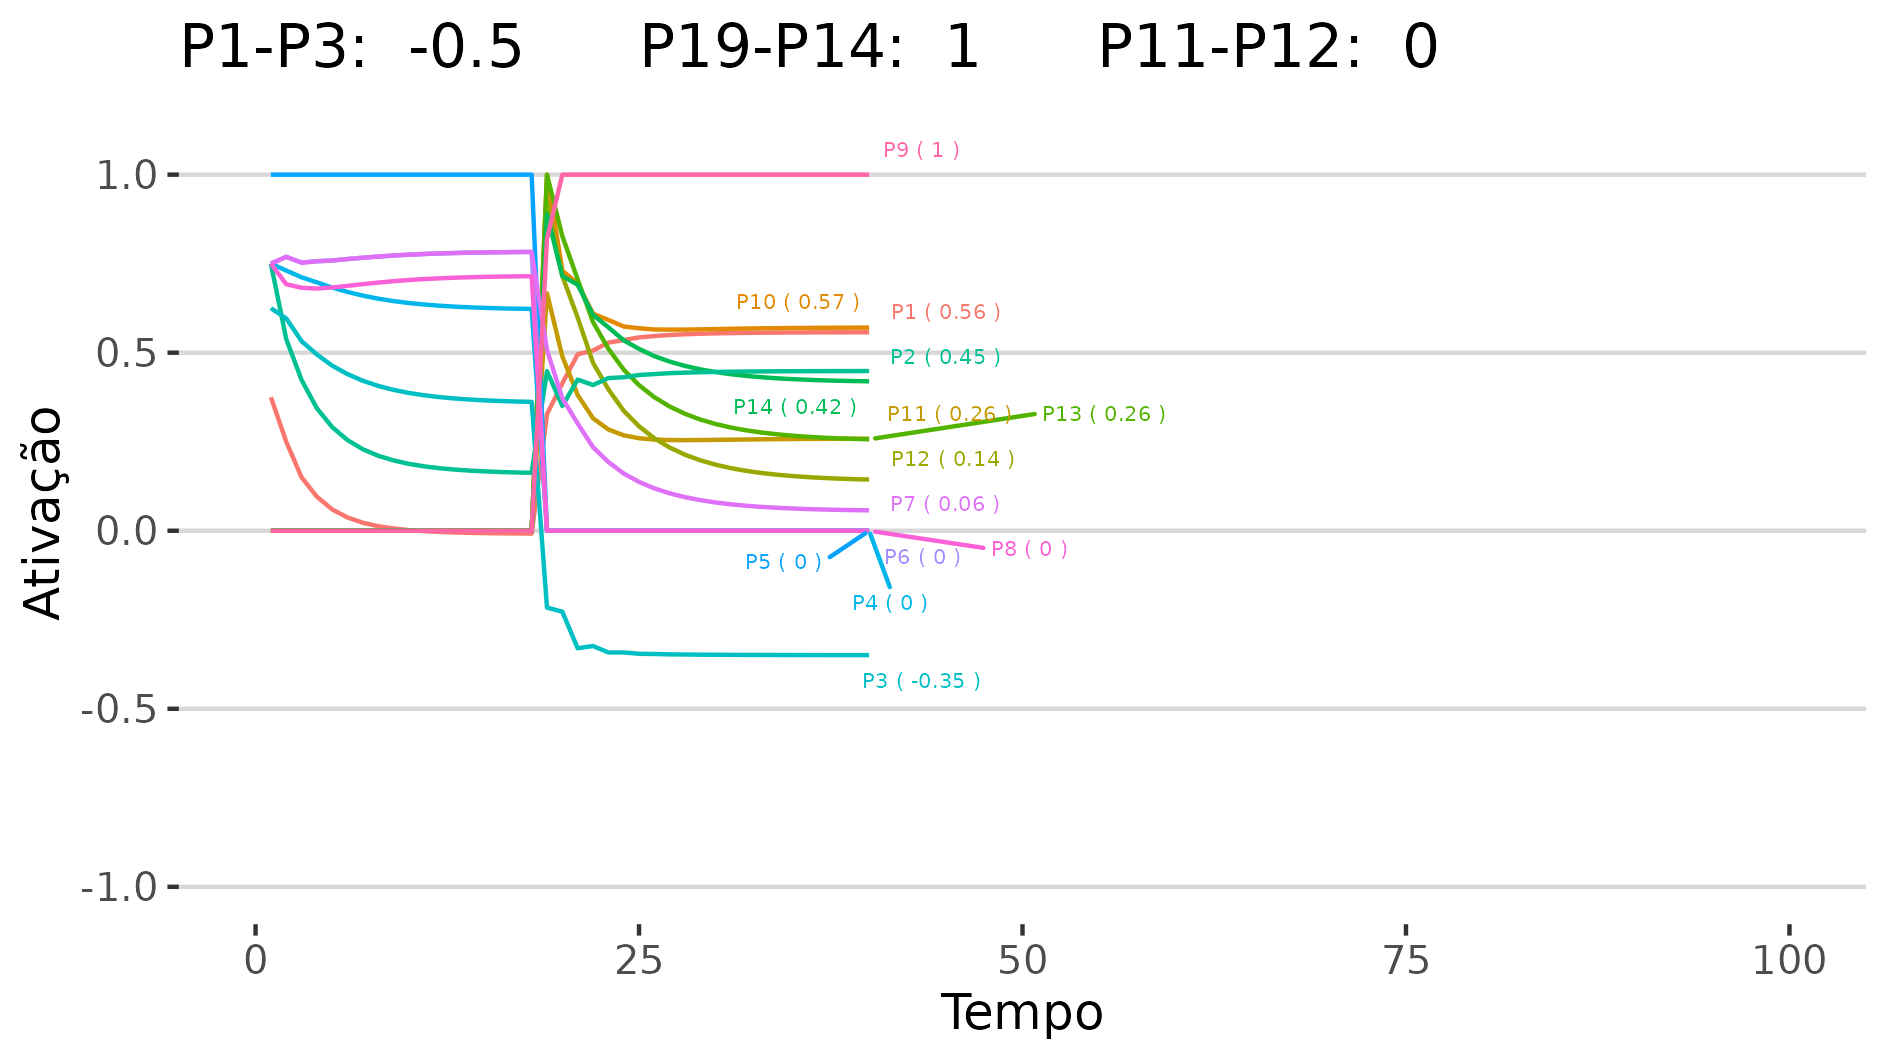 P1-P3: -0.5 P19-P14: 1 P11-P12: 0
P9 ( 1 )
1.0
P10 ( 0.57 )
P1 ( 0.56 )
0.5
P2 ( 0.45 )
P14 ( 0.42 )
P11 ( 0.26 )
P13 ( 0.26 )
P12 ( 0.14 )
P7 ( 0.06 )
0.0
P5 ( 0 )
P6 ( 0 )
P8 ( 0 )
P4 ( 0 )
P3 ( -0.35 )
-0.5
-1.0
Ativação
0 25 50 75 100
Tempo